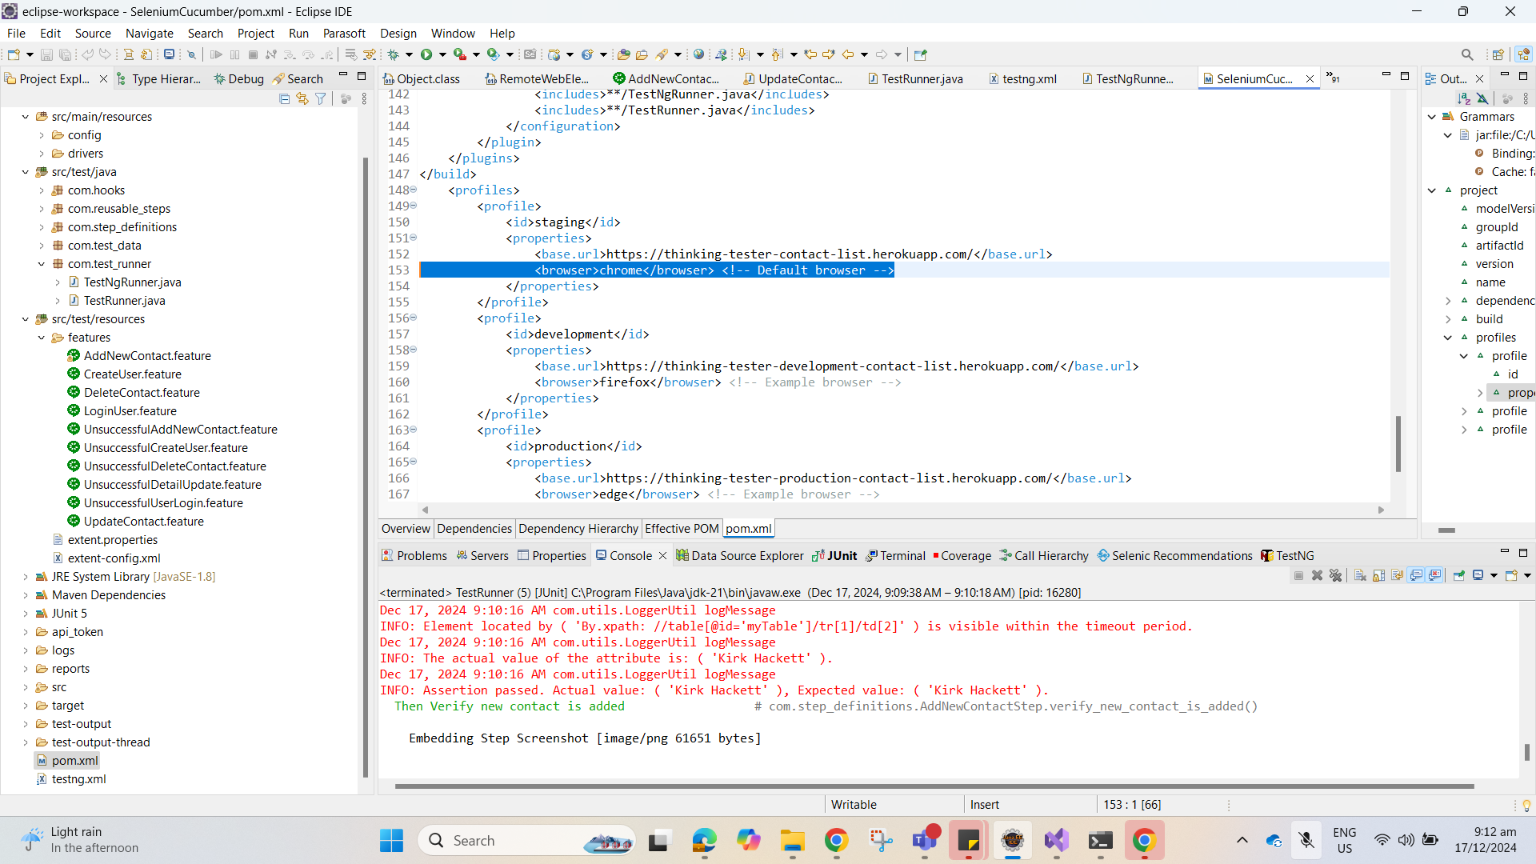 eclipse-workspace - SeleniumCucumber/pom.xml - Eclipse IDE
File Edit Source Navigate Search Project Run Parasoft Design Window Help
Project Expl... Type Hierar... Debug Search
Object.class RemoteWebEle... AddNewContac... UpdateContac... TestRunner.java testng.xml TestNgRunne... SeleniumCuc... »91
Out...
src/main/resources
config
drivers
src/test/java
com.hooks
com.reusable_steps
com.step_definitions
com.test_data
com.test_runner
TestNgRunner.java
TestRunner.java
src/test/resources
features
AddNewContact.feature
CreateUser.feature
DeleteContact.feature
LoginUser.feature
UnsuccessfulAddNewContact.feature
UnsuccessfulCreateUser.feature
UnsuccessfulDeleteContact.feature
UnsuccessfulDetailUpdate.feature
UnsuccessfulUserLogin.feature
UpdateContact.feature
extent.properties
extent-config.xml
JRE System Library [JavaSE-1.8]
Maven Dependencies
JUnit 5
api_token
logs
reports
src
target
test-output
test-output-thread
pom.xml
testng.xml
142 <includes>**/TestNgRunner.java</includes>
143 <includes>**/TestRunner.java</includes>
144 </configuration>
145 </plugin>
146 </plugins>
147 </build>
148 <profiles>
149 <profile>
150 <id>staging</id>
151 <properties>
152 <base.url>https://thinking-tester-contact-list.herokuapp.com/</base.url>
153 <browser>chrome</browser> <!-- Default browser -->
154 </properties>
155 </profile>
156 <profile>
157 <id>development</id>
158 <properties>
159 <base.url>https://thinking-tester-development-contact-list.herokuapp.com/</base.url>
160 <browser>firefox</browser> <!-- Example browser -->
161 </properties>
162 </profile>
163 <profile>
164 <id>production</id>
165 <properties>
166 <base.url>https://thinking-tester-production-contact-list.herokuapp.com/</base.url>
167 <browser>edge</browser> <!-- Example browser -->
Overview Dependencies Dependency Hierarchy Effective POM pom.xml
Grammars
jar:file:/C:/U
Binding:
Cache: fa
project
modelVersi
groupId
artifactId
version
name
dependenc
build
profiles
profile
id
prope
profile
profile
Problems Servers Properties Console Data Source Explorer JUnit Terminal Coverage Call Hierarchy Selenic Recommendations TestNG
<terminated> TestRunner (5) [JUnit] C:\Program Files\Java\jdk-21\bin\javaw.exe (Dec 17, 2024, 9:09:38 AM – 9:10:18 AM) [pid: 16280]
Dec 17, 2024 9:10:16 AM com.utils.LoggerUtil logMessage
INFO: Element located by ( 'By.xpath: //table[@id='myTable']/tr[1]/td[2]' ) is visible within the timeout period.
Dec 17, 2024 9:10:16 AM com.utils.LoggerUtil logMessage
INFO: The actual value of the attribute is: ( 'Kirk Hackett' ).
Dec 17, 2024 9:10:16 AM com.utils.LoggerUtil logMessage
INFO: Assertion passed. Actual value: ( 'Kirk Hackett' ), Expected value: ( 'Kirk Hackett' ).
Then Verify new contact is added # com.step_definitions.AddNewContactStep.verify_new_contact_is_added()
Embedding Step Screenshot [image/png 61651 bytes]
Writable Insert 153 : 1 [66]
Light rain
In the afternoon
Search
ENG
US
9:12 am
17/12/2024